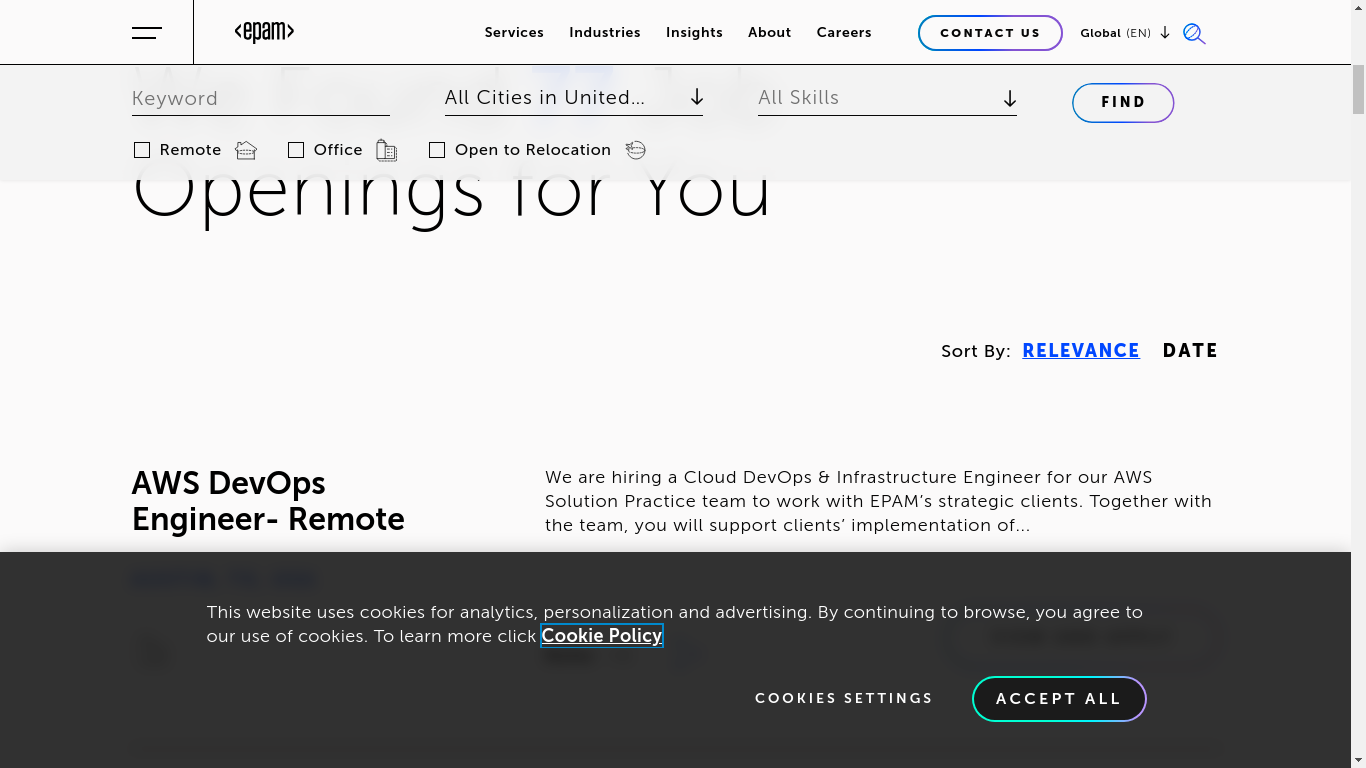 <epam>
Services
Industries
Insights
About
Careers
CONTACT US
Global (EN)
Keyword
All Cities in United...
All Skills
FIND
Remote
Office
Open to Relocation
Openings for You
Sort By: RELEVANCE DATE
AWS DevOps
Engineer- Remote
We are hiring a Cloud DevOps & Infrastructure Engineer for our AWS
Solution Practice team to work with EPAM’s strategic clients. Together with
the team, you will support clients’ implementation of...
This website uses cookies for analytics, personalization and advertising. By continuing to browse, you agree to
our use of cookies. To learn more click Cookie Policy
COOKIES SETTINGS
ACCEPT ALL